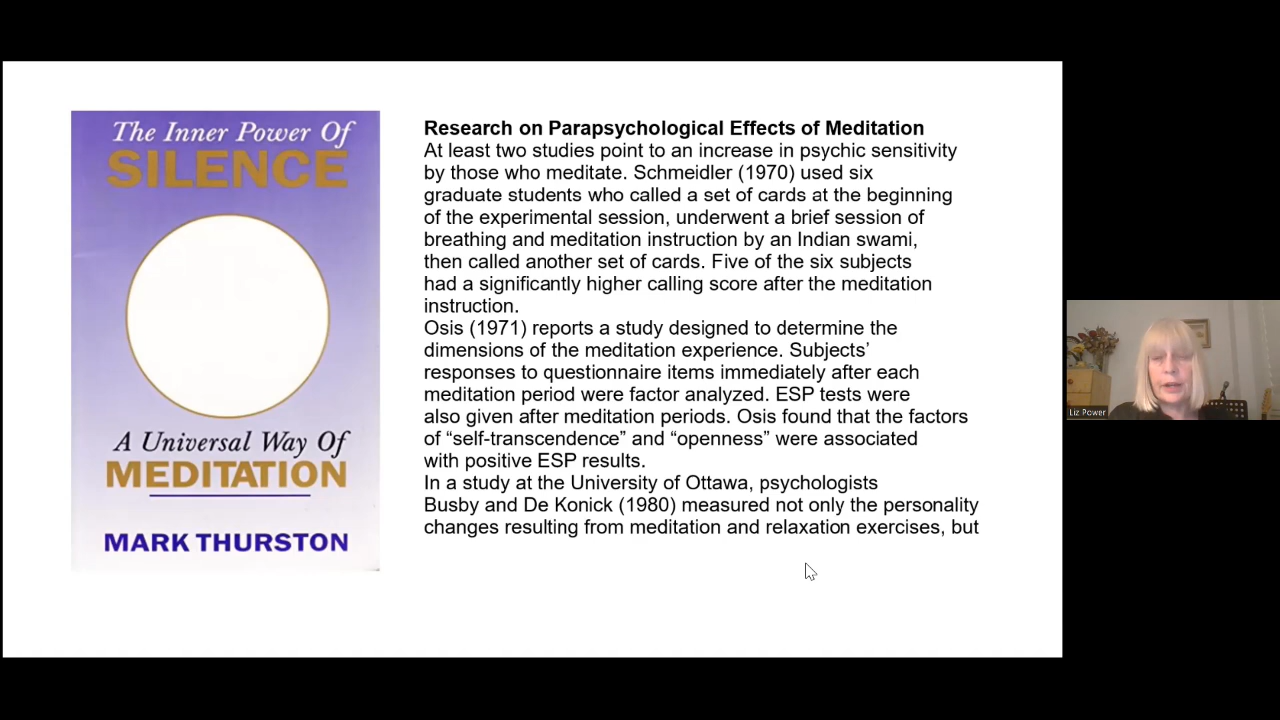 The Inner Power Of
SILENCE
A Universal Way Of
MEDITATION
MARK THURSTON
Research on Parapsychological Effects of Meditation
At least two studies point to an increase in psychic sensitivity
by those who meditate. Schmeidler (1970) used six
graduate students who called a set of cards at the beginning
of the experimental session, underwent a brief session of
breathing and meditation instruction by an Indian swami,
then called another set of cards. Five of the six subjects
had a significantly higher calling score after the meditation
instruction.
Osis (1971) reports a study designed to determine the
dimensions of the meditation experience. Subjects’
responses to questionnaire items immediately after each
meditation period were factor analyzed. ESP tests were
also given after meditation periods. Osis found that the factors
of “self-transcendence” and “openness” were associated
with positive ESP results.
In a study at the University of Ottawa, psychologists
Busby and De Konick (1980) measured not only the personality
changes resulting from meditation and relaxation exercises, but
Liz Power